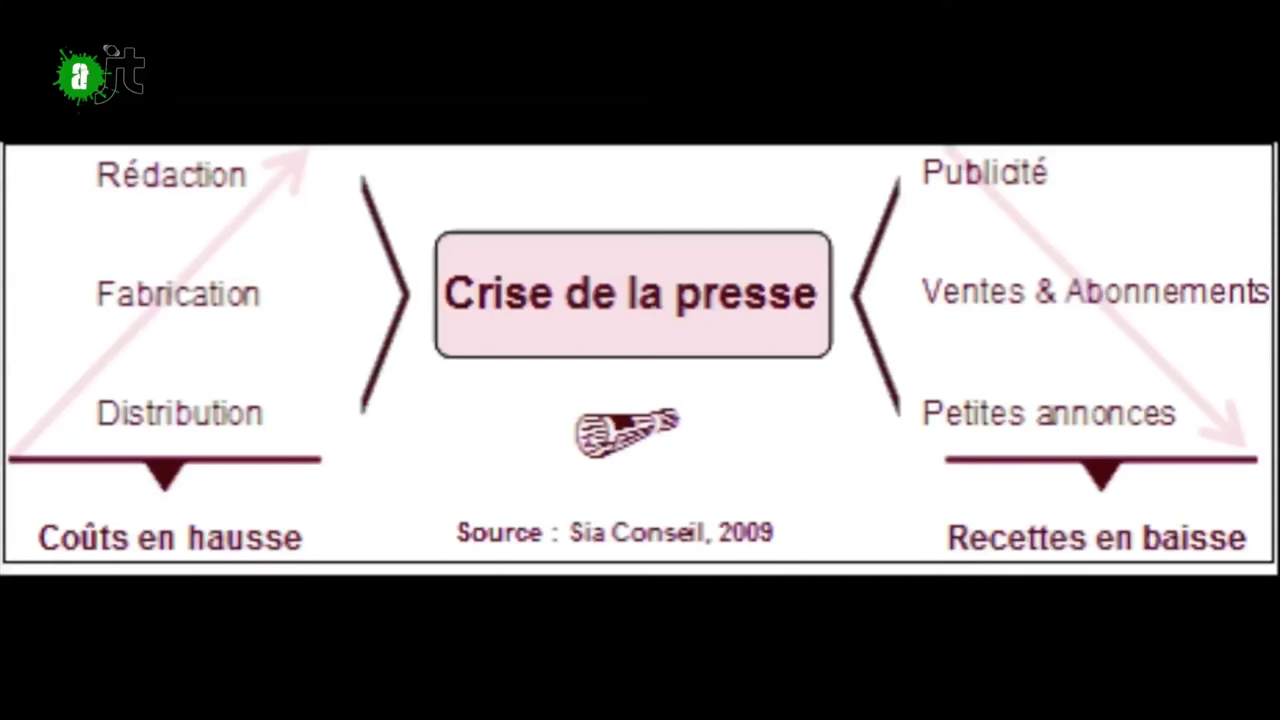 a jt
Rédaction
Fabrication
Distribution
Coûts en hausse
Crise de la presse
Source : Sia Conseil, 2009
Publicité
Ventes & Abonnements
Petites annonces
Recettes en baisse